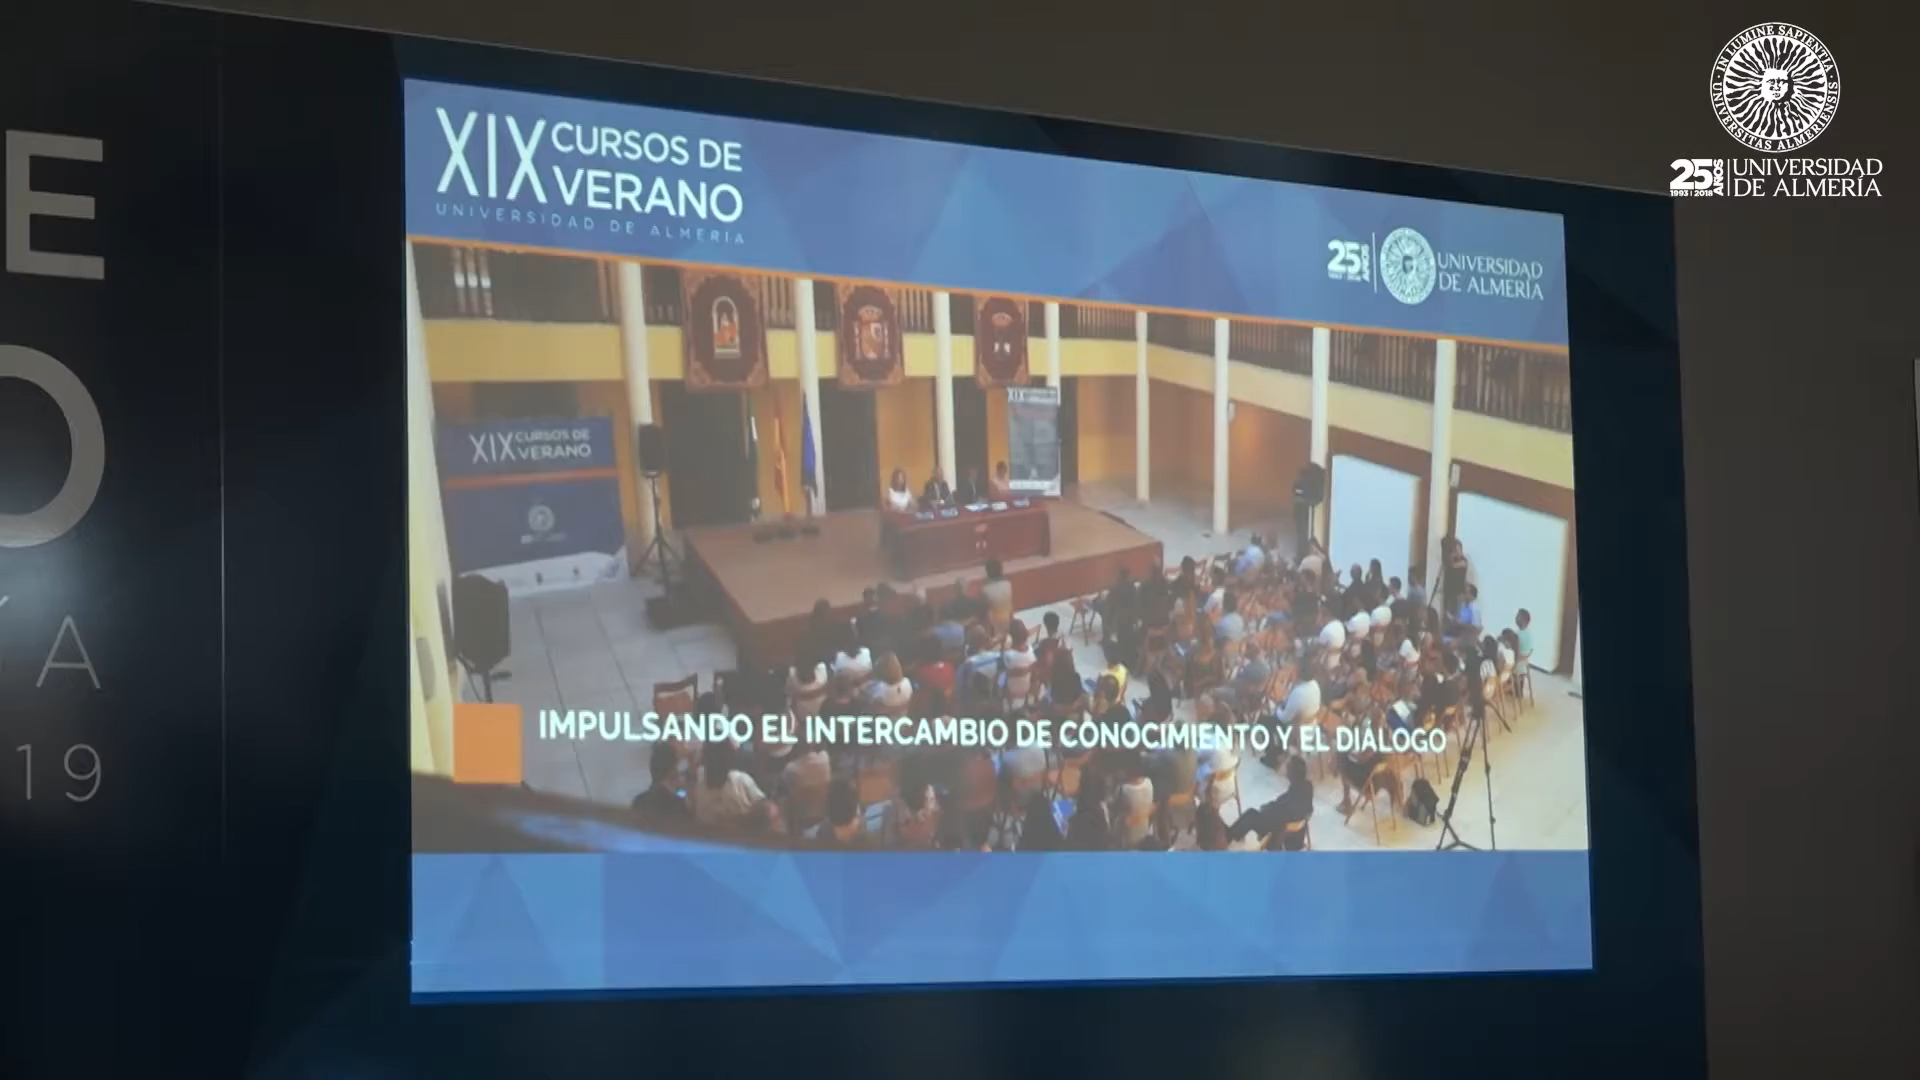 E
O
A
19
XIX CURSOS DE
VERANO
UNIVERSIDAD DE ALMERÍA
25 AÑOS
UNIVERSIDAD
DE ALMERÍA
XIX CURSOS DE
VERANO
XIX
IMPULSANDO EL INTERCAMBIO DE CONOCIMIENTO Y EL DIÁLOGO
IN LUMINE SAPIENTIA
UNIVERSITAS ALMERIENSIS
25 AÑOS
1993 | 2018
UNIVERSIDAD
DE ALMERÍA